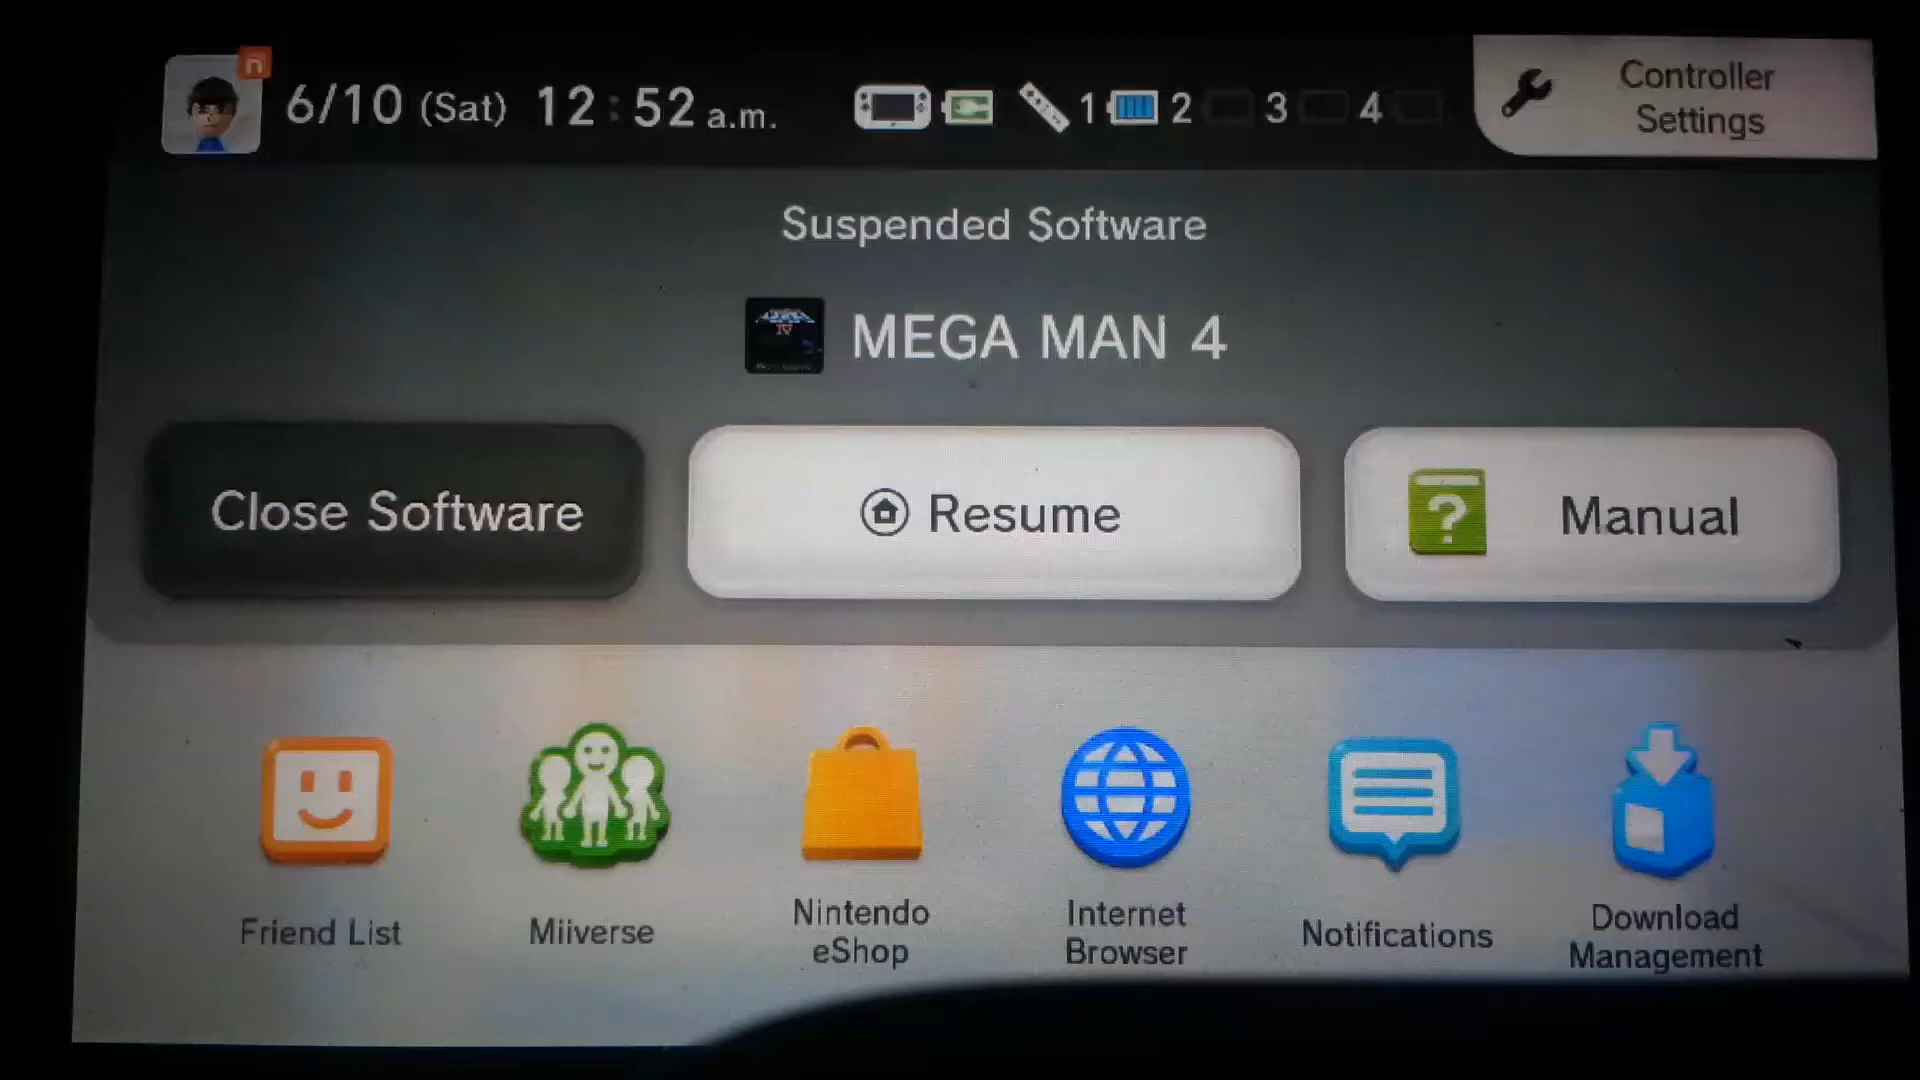 n
6/10 (Sat) 12:52 a.m.
1 2 3 4
Controller
Settings
Suspended Software
IV
MEGA MAN 4
Close Software
Resume
? Manual
Friend List
Miiverse
Nintendo
eShop
Internet
Browser
Notifications
Download
Management